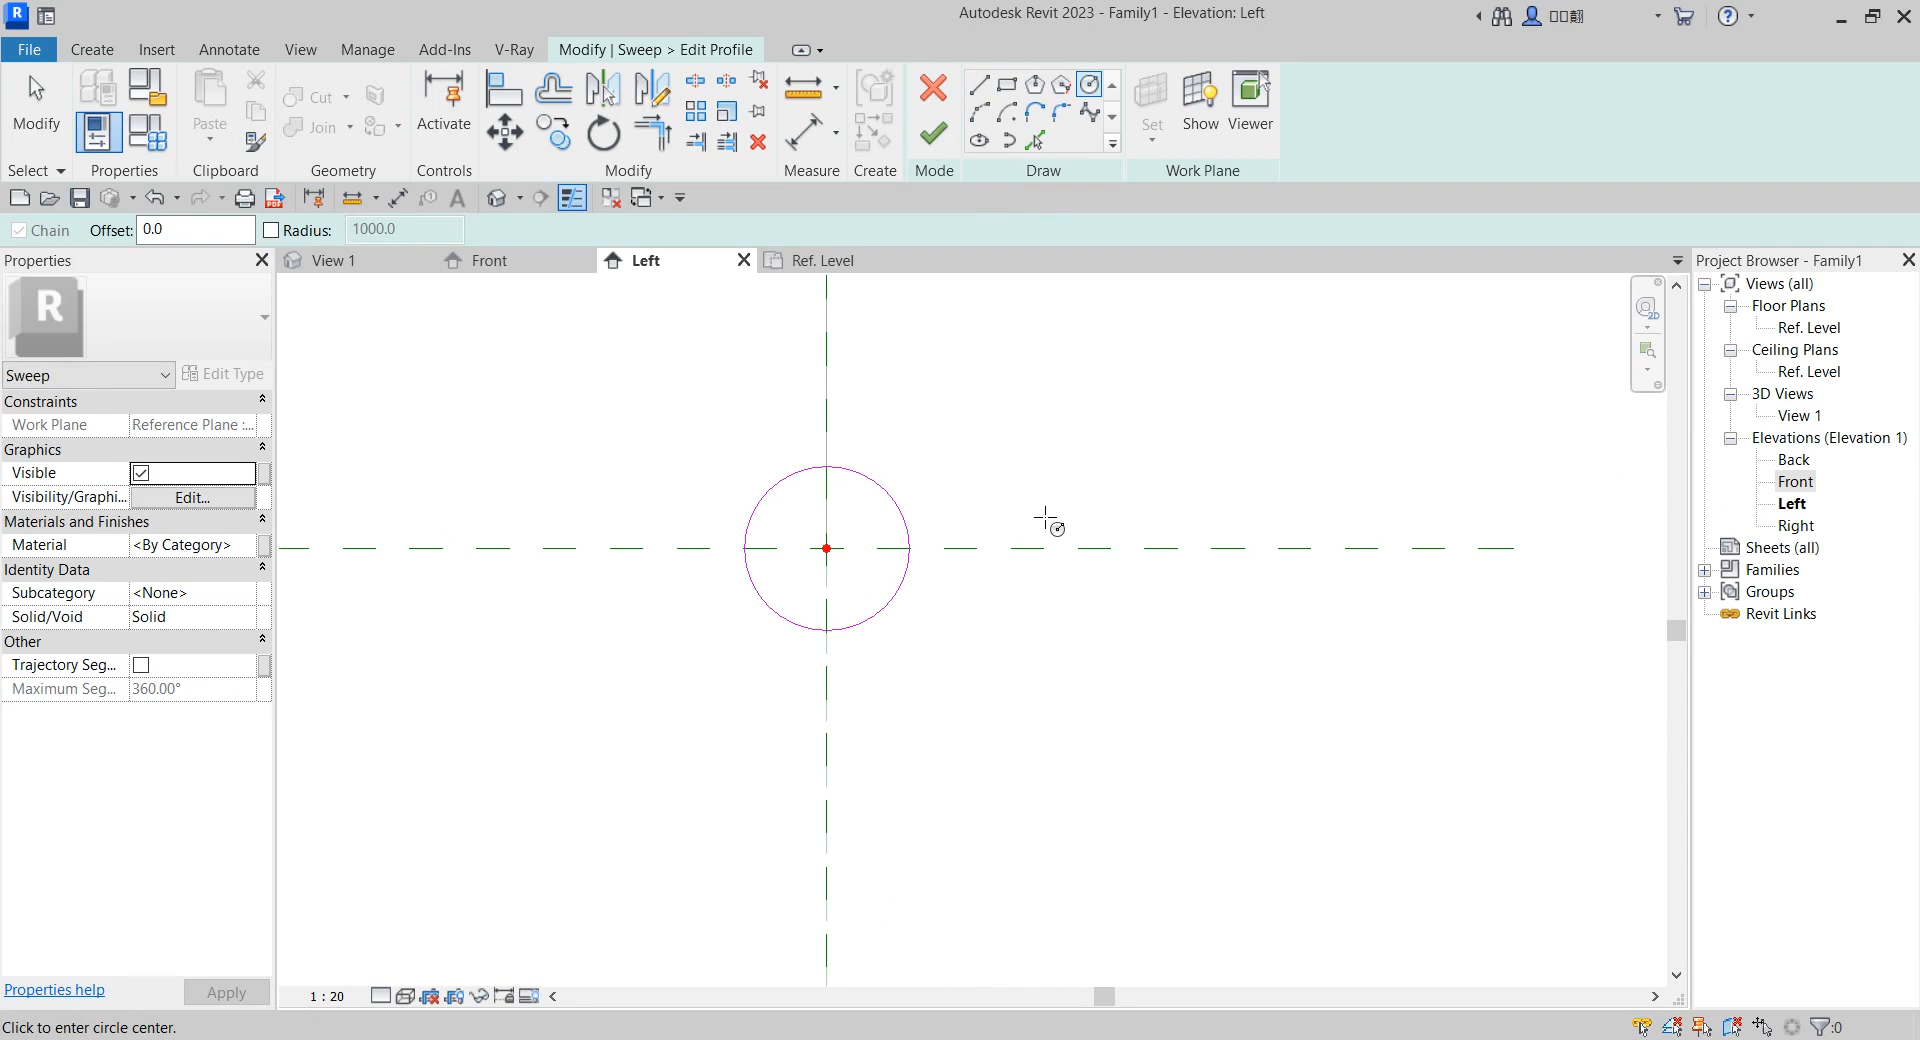 R
Autodesk Revit 2023 - Family1 - Elevation: Left
File Create Insert Annotate View Manage Add-Ins V-Ray Modify | Sweep > Edit Profile
Modify Paste Cut Join Activate Set Show Viewer
Select Properties Clipboard Geometry Controls Modify Measure Create Mode Draw Work Plane
PDF
Chain Offset: 0.0 Radius: 1000.0
Properties View 1 Front Left Ref. Level Project Browser - Family1
R
Sweep Edit Type
Constraints
Work Plane Reference Plane :...
Graphics
Visible
Visibility/Graphi... Edit...
Materials and Finishes
Material <By Category>
Identity Data
Subcategory <None>
Solid/Void Solid
Other
Trajectory Seg...
Maximum Seg... 360.00°
Properties help Apply
2D
Views (all)
Floor Plans
Ref. Level
Ceiling Plans
Ref. Level
3D Views
View 1
Elevations (Elevation 1)
Back
Front
Left
Right
Sheets (all)
Families
Groups
Revit Links
1 : 20
Click to enter circle center.
:0